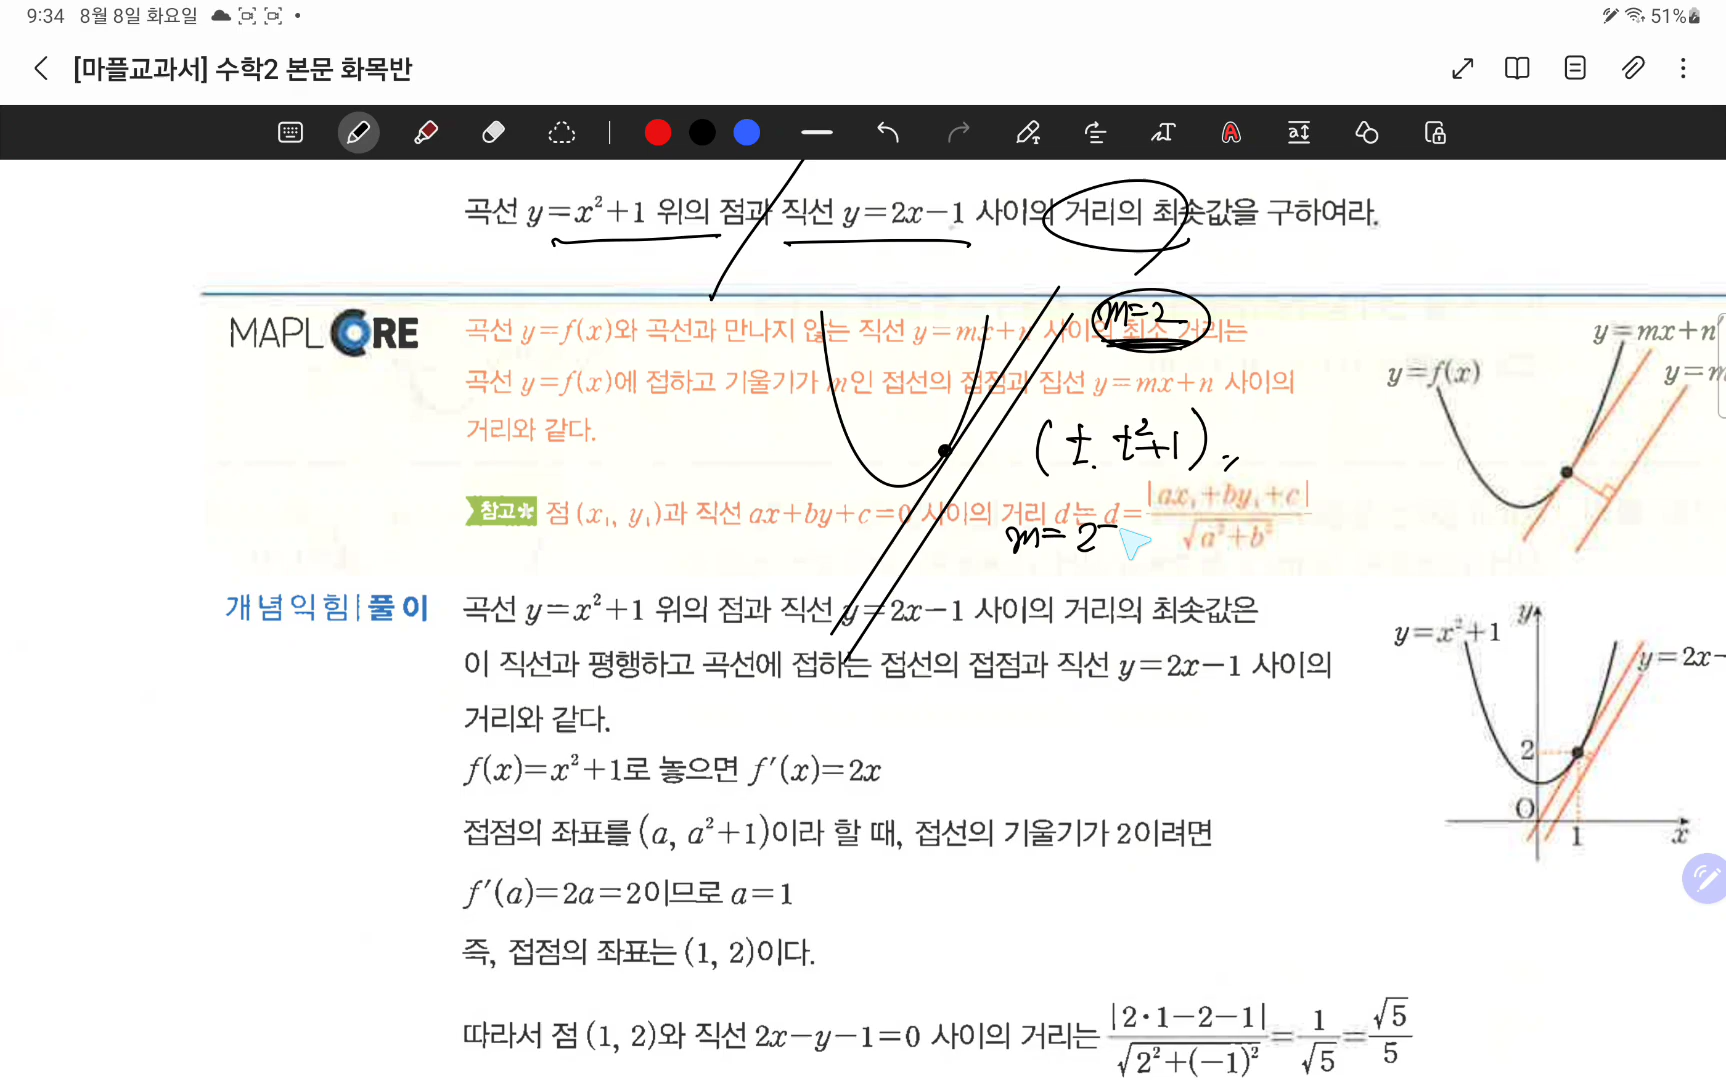 9:34 8월 8일 화요일
51%
[마플교과서] 수학2 본문 화목반
곡선 y=x²+1 위의 점과 직선 y=2x−1 사이의 거리의 최솟값을 구하여라.
MAPL CORE
곡선 y=f(x)와 곡선과 만나지 않는 직선 y=mx+n 사이의 최소 거리는
m=2
곡선 y=f(x)에 접하고 기울기가 m인 접선의 접점과 직선 y=mx+n 사이의
거리와 같다.
(t, t²+1)
참고* 점 (x₁, y₁)과 직선 ax+by+c=0 사이의 거리 d는 d=|ax₁+by₁+c|/√(a²+b²)
m=2
y=mx+n
y=f(x)
y=m
개념익힘|풀이 곡선 y=x²+1 위의 점과 직선 y=2x−1 사이의 거리의 최솟값은
이 직선과 평행하고 곡선에 접하는 접선의 접점과 직선 y=2x−1 사이의
거리와 같다.
f(x)=x²+1로 놓으면 f′(x)=2x
접점의 좌표를 (a, a²+1)이라 할 때, 접선의 기울기가 2이려면
f′(a)=2a=2이므로 a=1
즉, 접점의 좌표는 (1, 2)이다.
따라서 점 (1, 2)와 직선 2x−y−1=0 사이의 거리는 |2·1−2−1|/√(2²+(−1)²)=1/√5=√5/5
y=x²+1
y
y=2x−
2
O
1
x